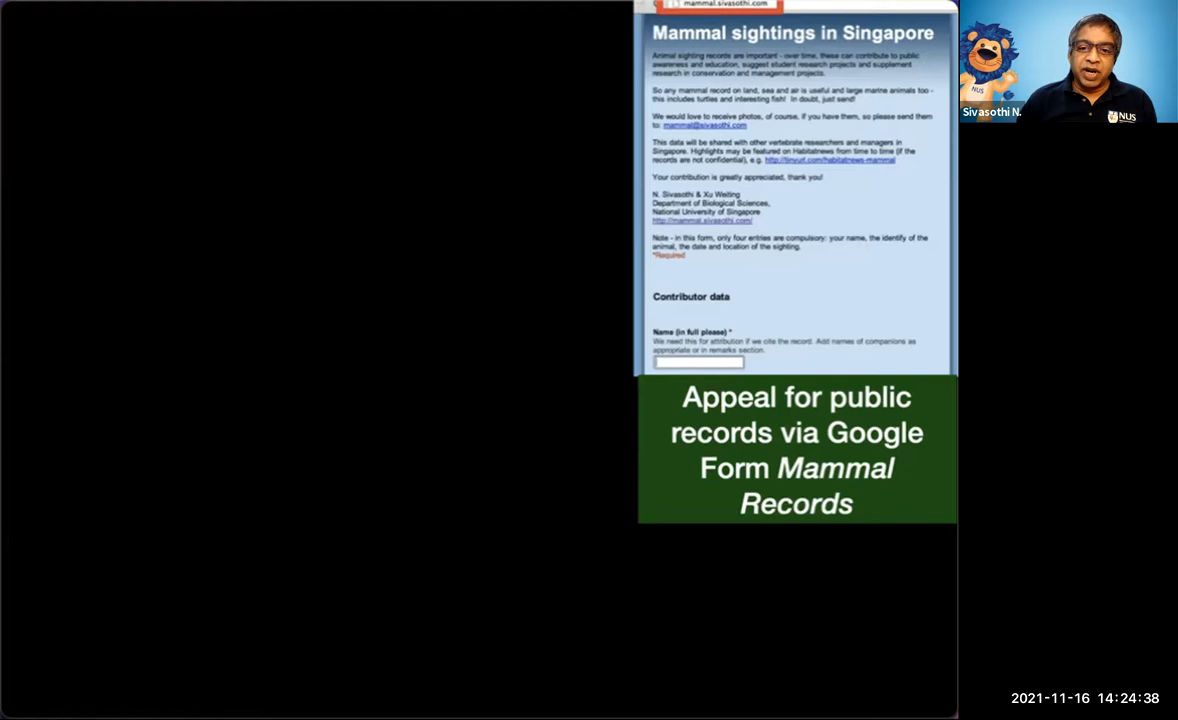 mammal.sivasothi.com
Mammal sightings in Singapore
Animal sighting records are important - over time, these can contribute to public
awareness and education, suggest student research projects and supplement
research in conservation and management projects.
So any mammal record on land, sea and air is useful and large marine animals too -
this includes turtles and interesting fish! In doubt, just send!
We would love to receive photos, of course, if you have them, so please send them
to: mammal@sivasothi.com
This data will be shared with other vertebrate researchers and managers in
Singapore. Highlights may be featured on Habitatnews from time to time (if the
records are not confidential), e.g. http://tinyurl.com/habitatnews-mammal
Your contribution is greatly appreciated, thank you!
N. Sivasothi & Xu Weiting
Department of Biological Sciences,
National University of Singapore
http://mammal.sivasothi.com/
Note - in this form, only four entries are compulsory: your name, the identify of the
animal, the date and location of the sighting.
*Required
Contributor data
Name (in full please) *
We need this for attribution if we cite the record. Add names of companions as
appropriate or in remarks section.
Appeal for public
records via Google
Form Mammal
Records
NUS
Sivasothi N.
NUS
2021-11-16 14:24:38